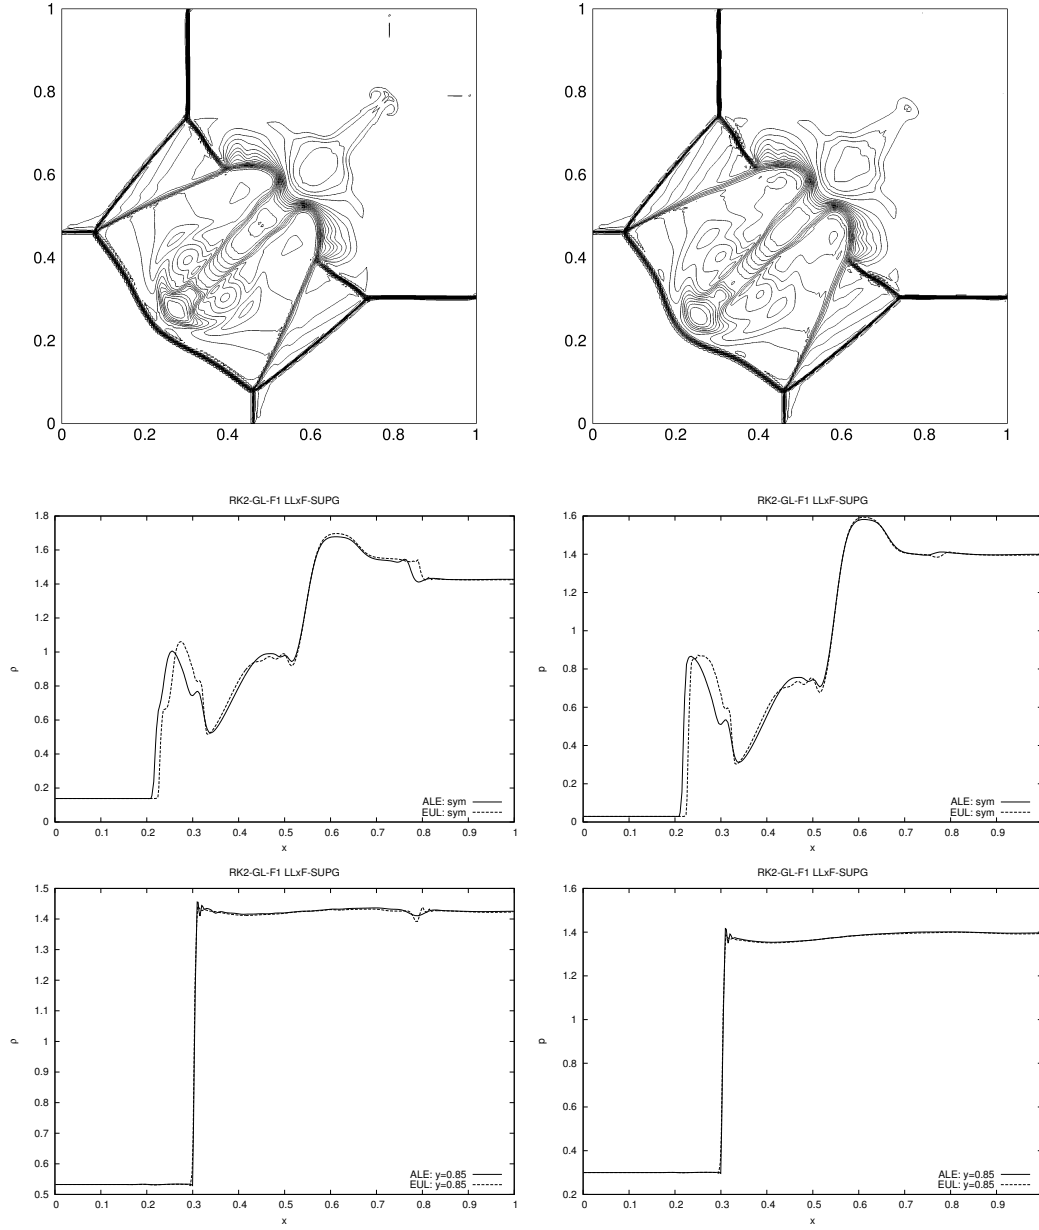 1
0.8
0.6
0.4
0.2
0
0 0.2 0.4 0.6 0.8 1
1
0.8
0.6
0.4
0.2
0
0 0.2 0.4 0.6 0.8 1
RK2-GL-F1 LLxF-SUPG
1.8
1.6
1.4
1.2
1
0.8
0.6
0.4
0.2
0
ρ
ALE: sym
EUL: sym
0 0.1 0.2 0.3 0.4 0.5 0.6 0.7 0.8 0.9 1
x
RK2-GL-F1 LLxF-SUPG
1.6
1.4
1.2
1
0.8
0.6
0.4
0.2
0
p
ALE: sym
EUL: sym
0 0.1 0.2 0.3 0.4 0.5 0.6 0.7 0.8 0.9
x
RK2-GL-F1 LLxF-SUPG
1.5
1.4
1.3
1.2
1.1
1
0.9
0.8
0.7
0.6
0.5
ρ
ALE: y=0.85
EUL: y=0.85
0 0.1 0.2 0.3 0.4 0.5 0.6 0.7 0.8 0.9 1
x
RK2-GL-F1 LLxF-SUPG
1.6
1.4
1.2
1
0.8
0.6
0.4
0.2
p
ALE: y=0.85
EUL: y=0.85
0 0.1 0.2 0.3 0.4 0.5 0.6 0.7 0.8 0.9
x